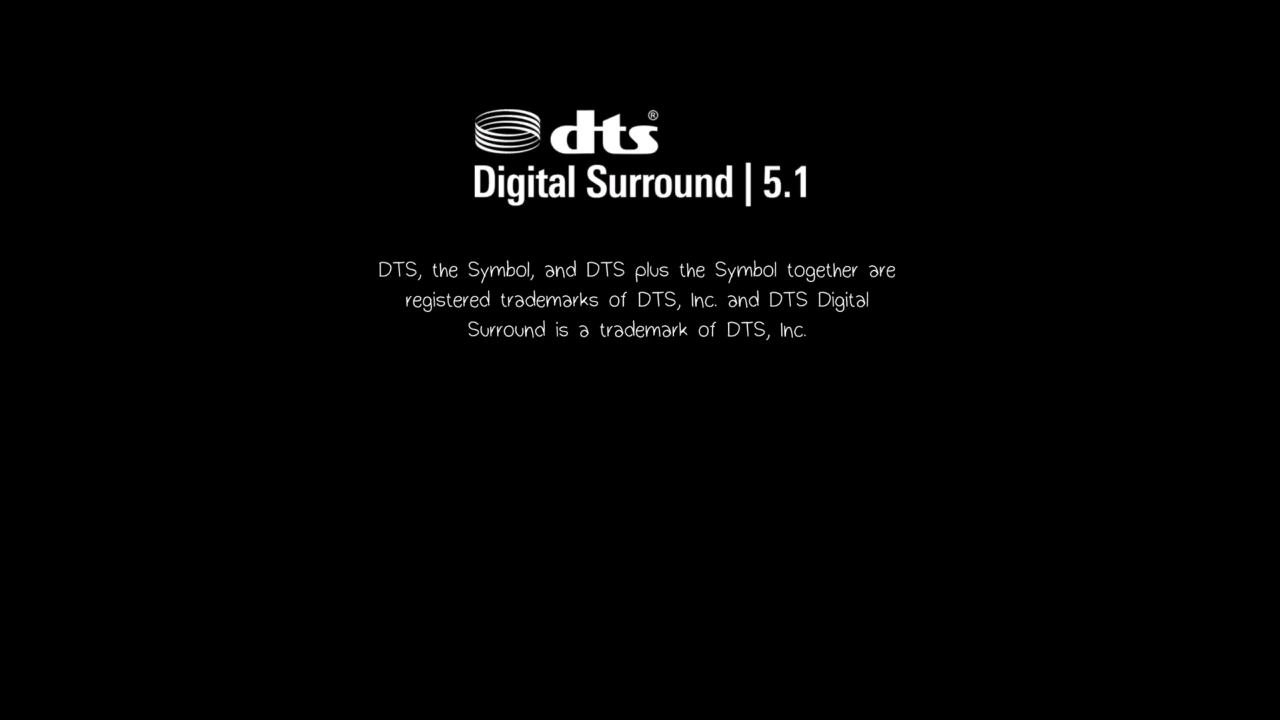 dts®
Digital Surround | 5.1
DTS, the Symbol, and DTS plus the Symbol together are
registered trademarks of DTS, Inc. and DTS Digital
Surround is a trademark of DTS, Inc.